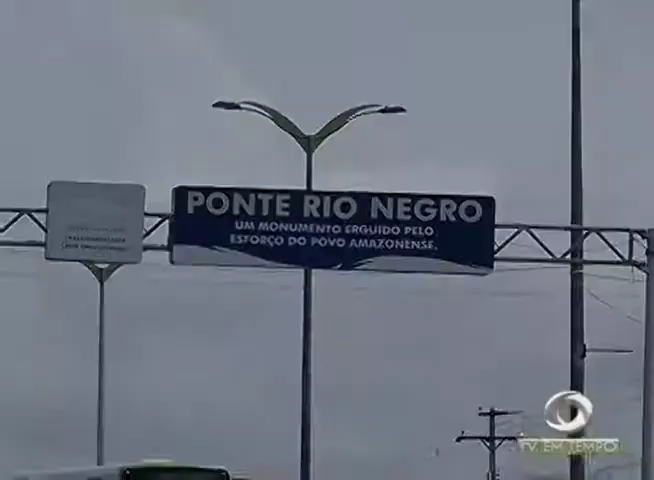 PONTE RIO NEGRO
UM MONUMENTO ERGUIDO PELO
ESFORÇO DO POVO AMAZONENSE.
TV EM TEMPO